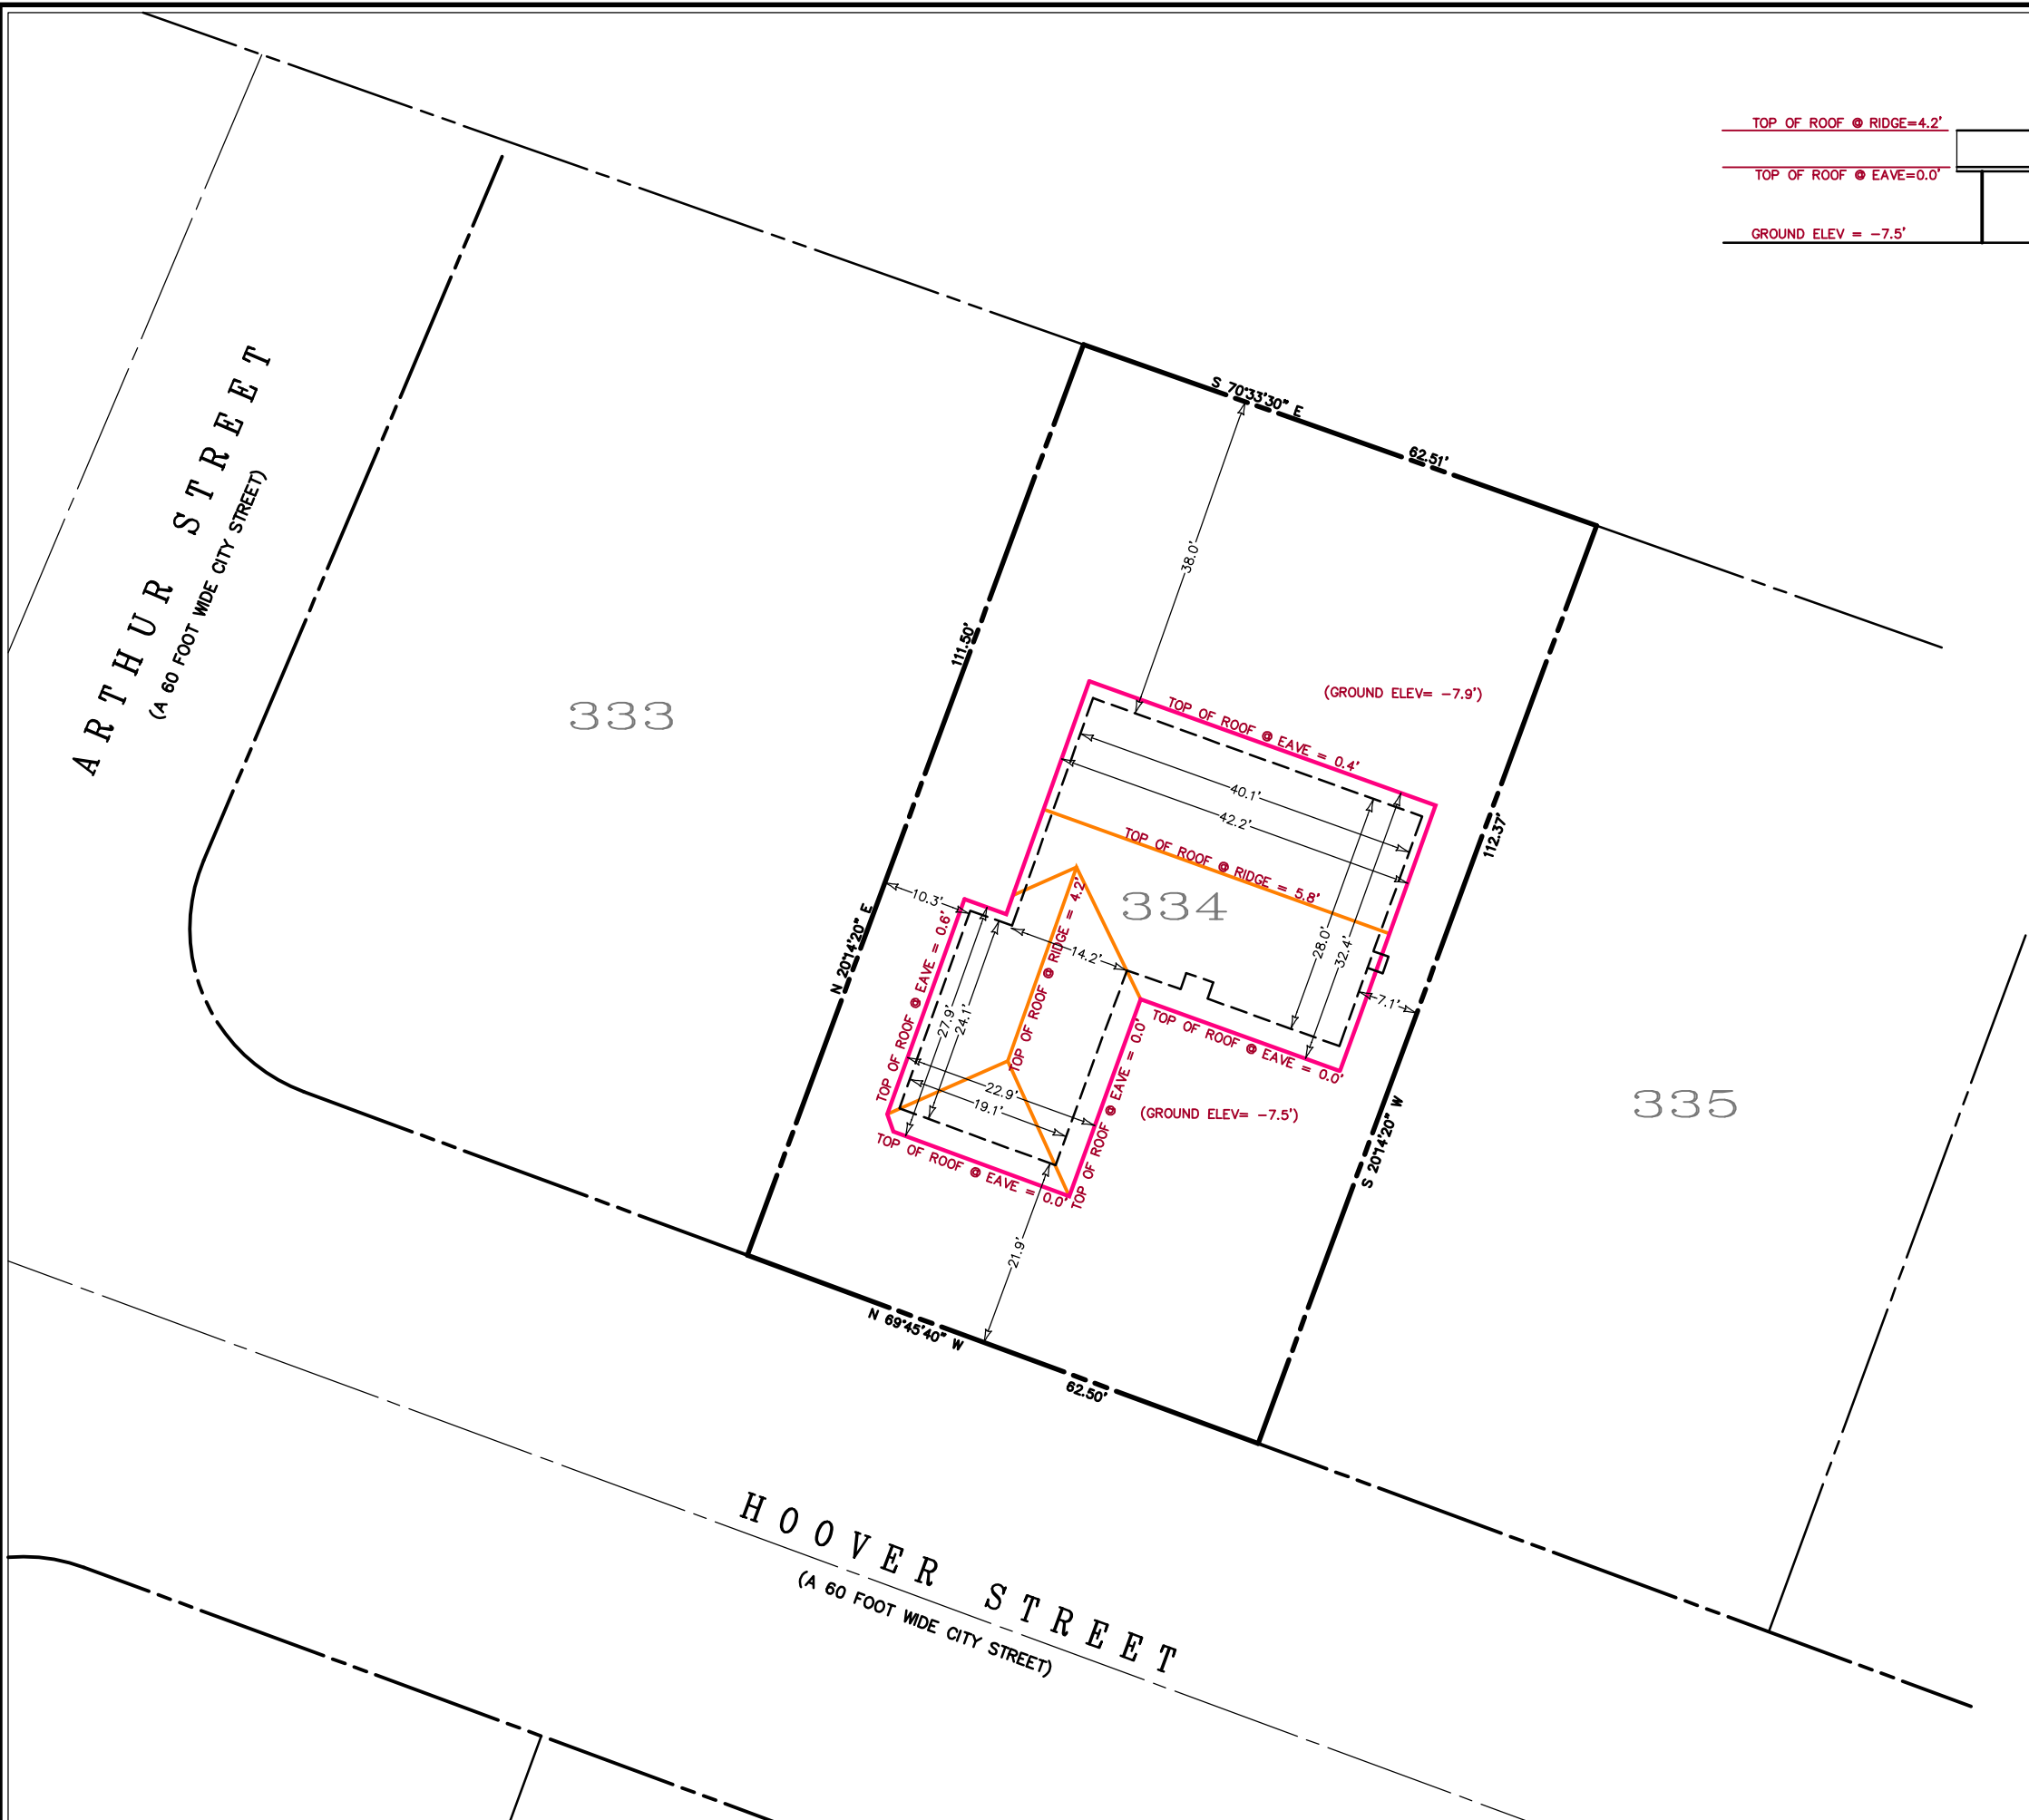 TOP OF ROOF @ RIDGE=4.2'
TOP OF ROOF @ EAVE=0.0'
GROUND ELEV = -7.5'
ARTHUR STREET
(A 60 FOOT WIDE CITY STREET)
S 70°33'30" E
62.51'
38.0'
111.50'
333
(GROUND ELEV= -7.9')
TOP OF ROOF @ EAVE = 0.4'
40.1'
42.2'
TOP OF ROOF @ RIDGE = 5.8'
112.37'
334
10.3'
N 20°14'20" E
TOP OF ROOF @ EAVE = 0.6'
TOP OF ROOF @ RIDGE = 4.2'
14.2'
28.0'
32.4'
7.1'
27.9'
24.1'
TOP OF ROOF @ EAVE = 0.0'
22.9'
19.1'
TOP OF ROOF @ EAVE = 0.0'
(GROUND ELEV= -7.5')
TOP OF ROOF @ EAVE = 0.0'
S 20°14'20" W
335
21.9'
N 69°45'40" W
62.50'
HOOVER STREET
(A 60 FOOT WIDE CITY STREET)